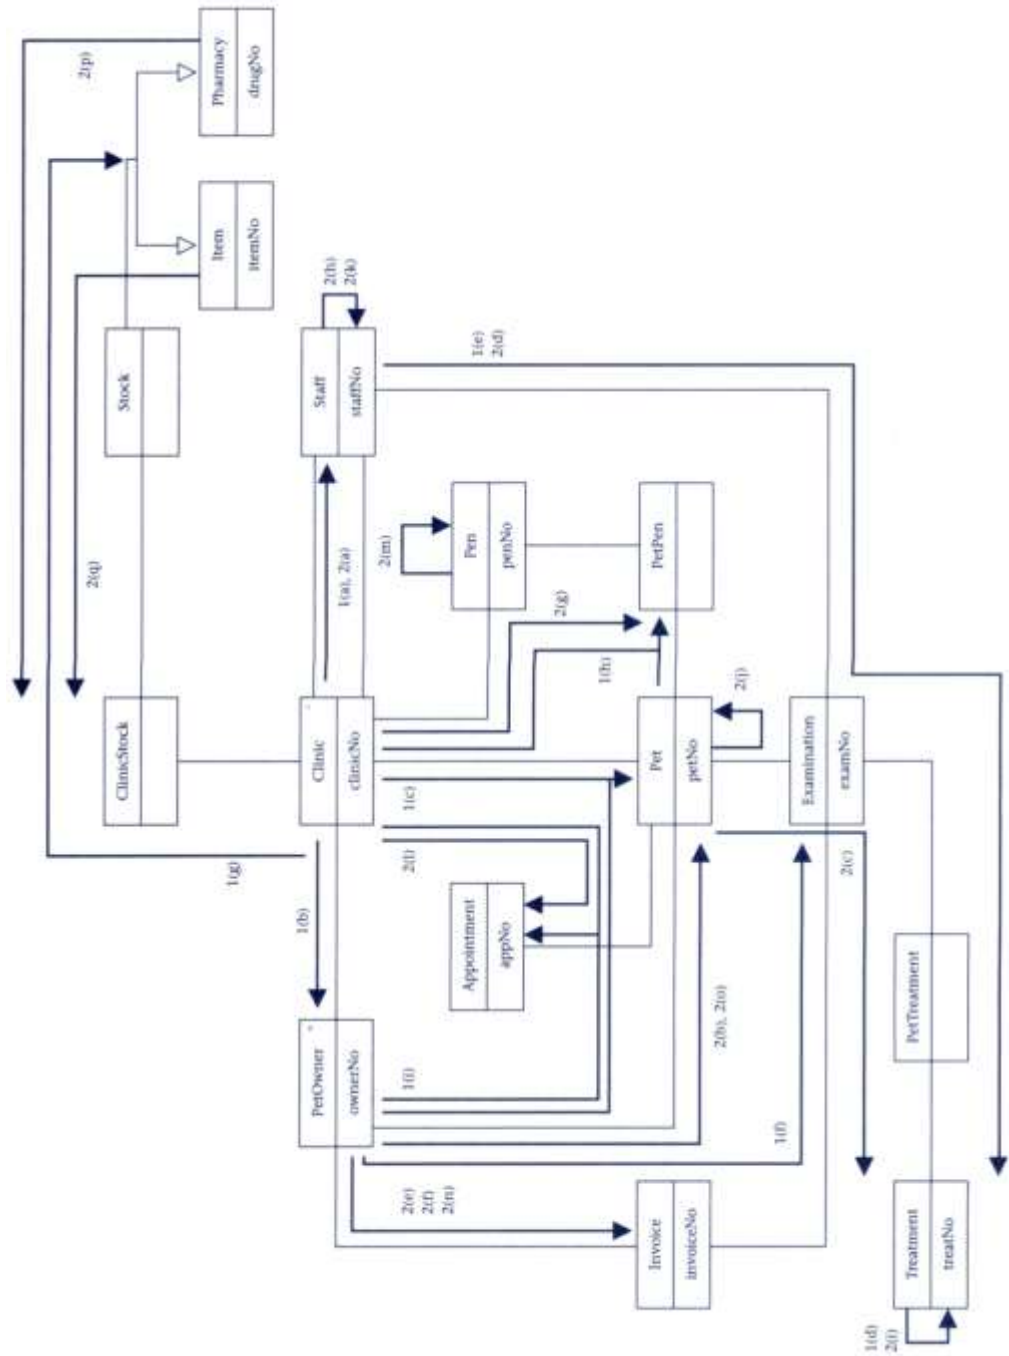 2(p)
Pharmacy
drugNo
Item
itemNo
2(q)
Stock
ClinicStock
1(g)
Staff
staffNo
2(h)
2(k)
1(e)
2(d)
1(a), 2(a)
Clinic
clinicNo
1(b)
PetOwner
ownerNo
Pen
penNo
2(m)
PetPen
2(g)
1(h)
1(c)
2(l)
Appointment
appNo
1(i)
Pet
petNo
2(j)
2(b), 2(o)
1(f)
2(e)
2(f)
2(n)
Invoice
invoiceNo
Examination
examNo
2(c)
PetTreatment
Treatment
treatNo
1(d)
2(i)